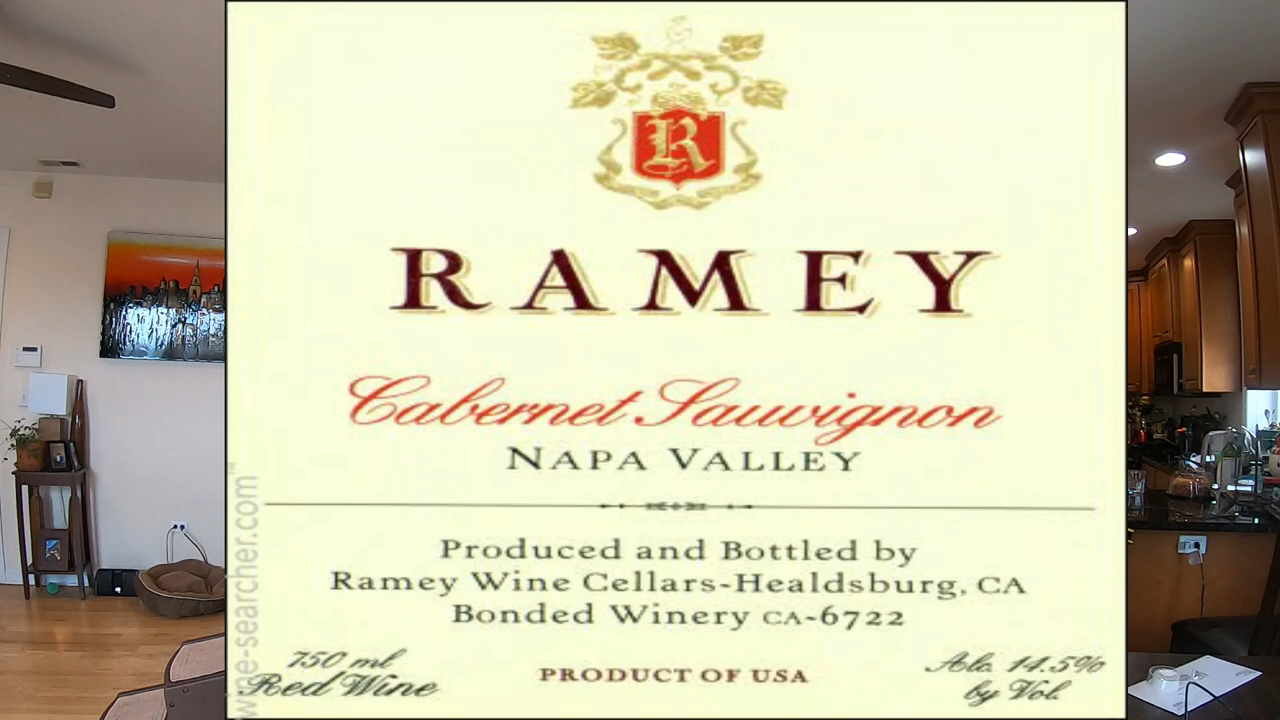 R
RAMEY
Cabernet Sauvignon
NAPA VALLEY
Produced and Bottled by
Ramey Wine Cellars-Healdsburg, CA
Bonded Winery CA-6722
750 ml
Red Wine
PRODUCT OF USA
Alc. 14.5%
by Vol.
wine-searcher.com™